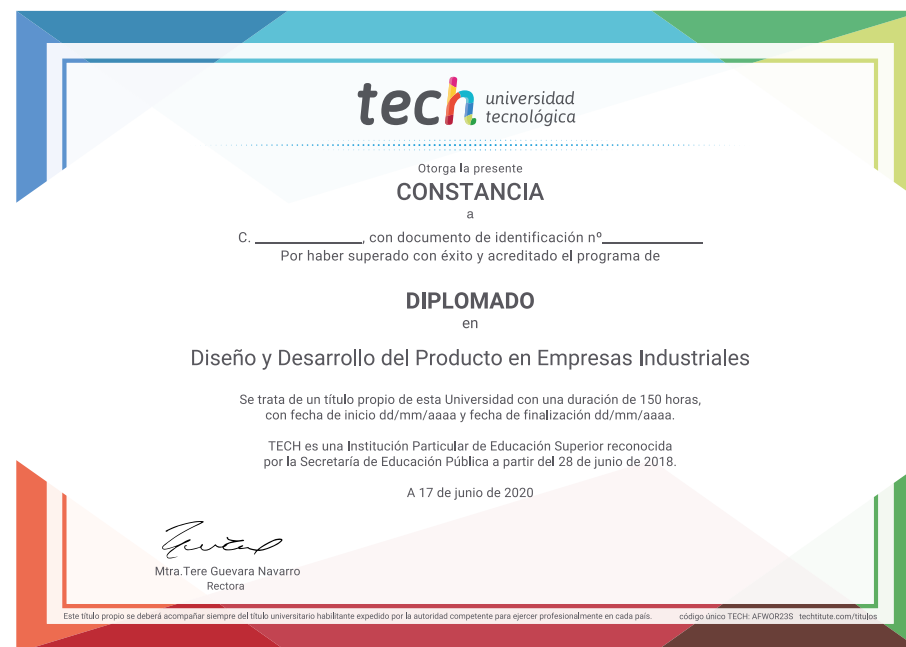 tech universidad
tecnológica
Otorga la presente
CONSTANCIA
a
C. ______________, con documento de identificación nº_____________
Por haber superado con éxito y acreditado el programa de
DIPLOMADO
en
Diseño y Desarrollo del Producto en Empresas Industriales
Se trata de un título propio de esta Universidad con una duración de 150 horas,
con fecha de inicio dd/mm/aaaa y fecha de finalización dd/mm/aaaa.
TECH es una Institución Particular de Educación Superior reconocida
por la Secretaría de Educación Pública a partir del 28 de junio de 2018.
A 17 de junio de 2020
Mtra.Tere Guevara Navarro
Rectora
Este título propio se deberá acompañar siempre del título universitario habilitante expedido por la autoridad competente para ejercer profesionalmente en cada país. código único TECH: AFWOR23S techtitute.com/titulos